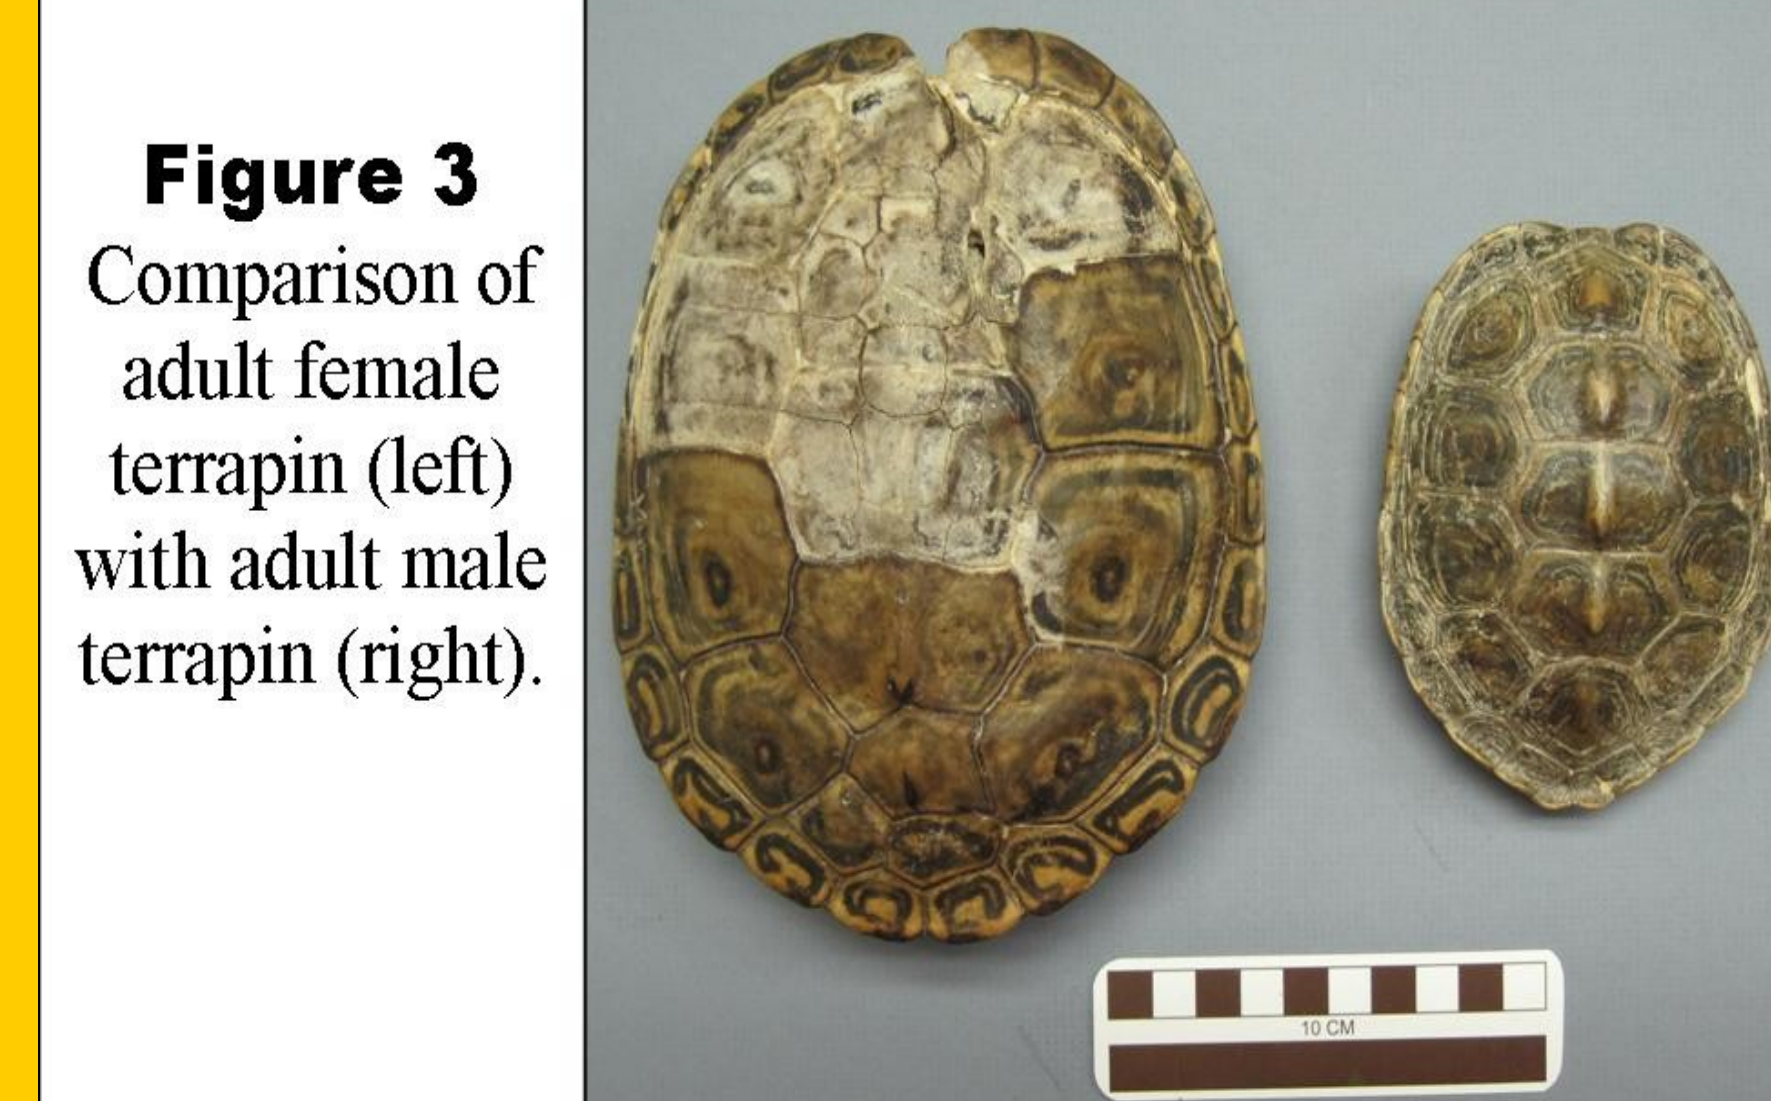 Figure 3
Comparison of
adult female
terrapin (left)
with adult male
terrapin (right).
10 CM